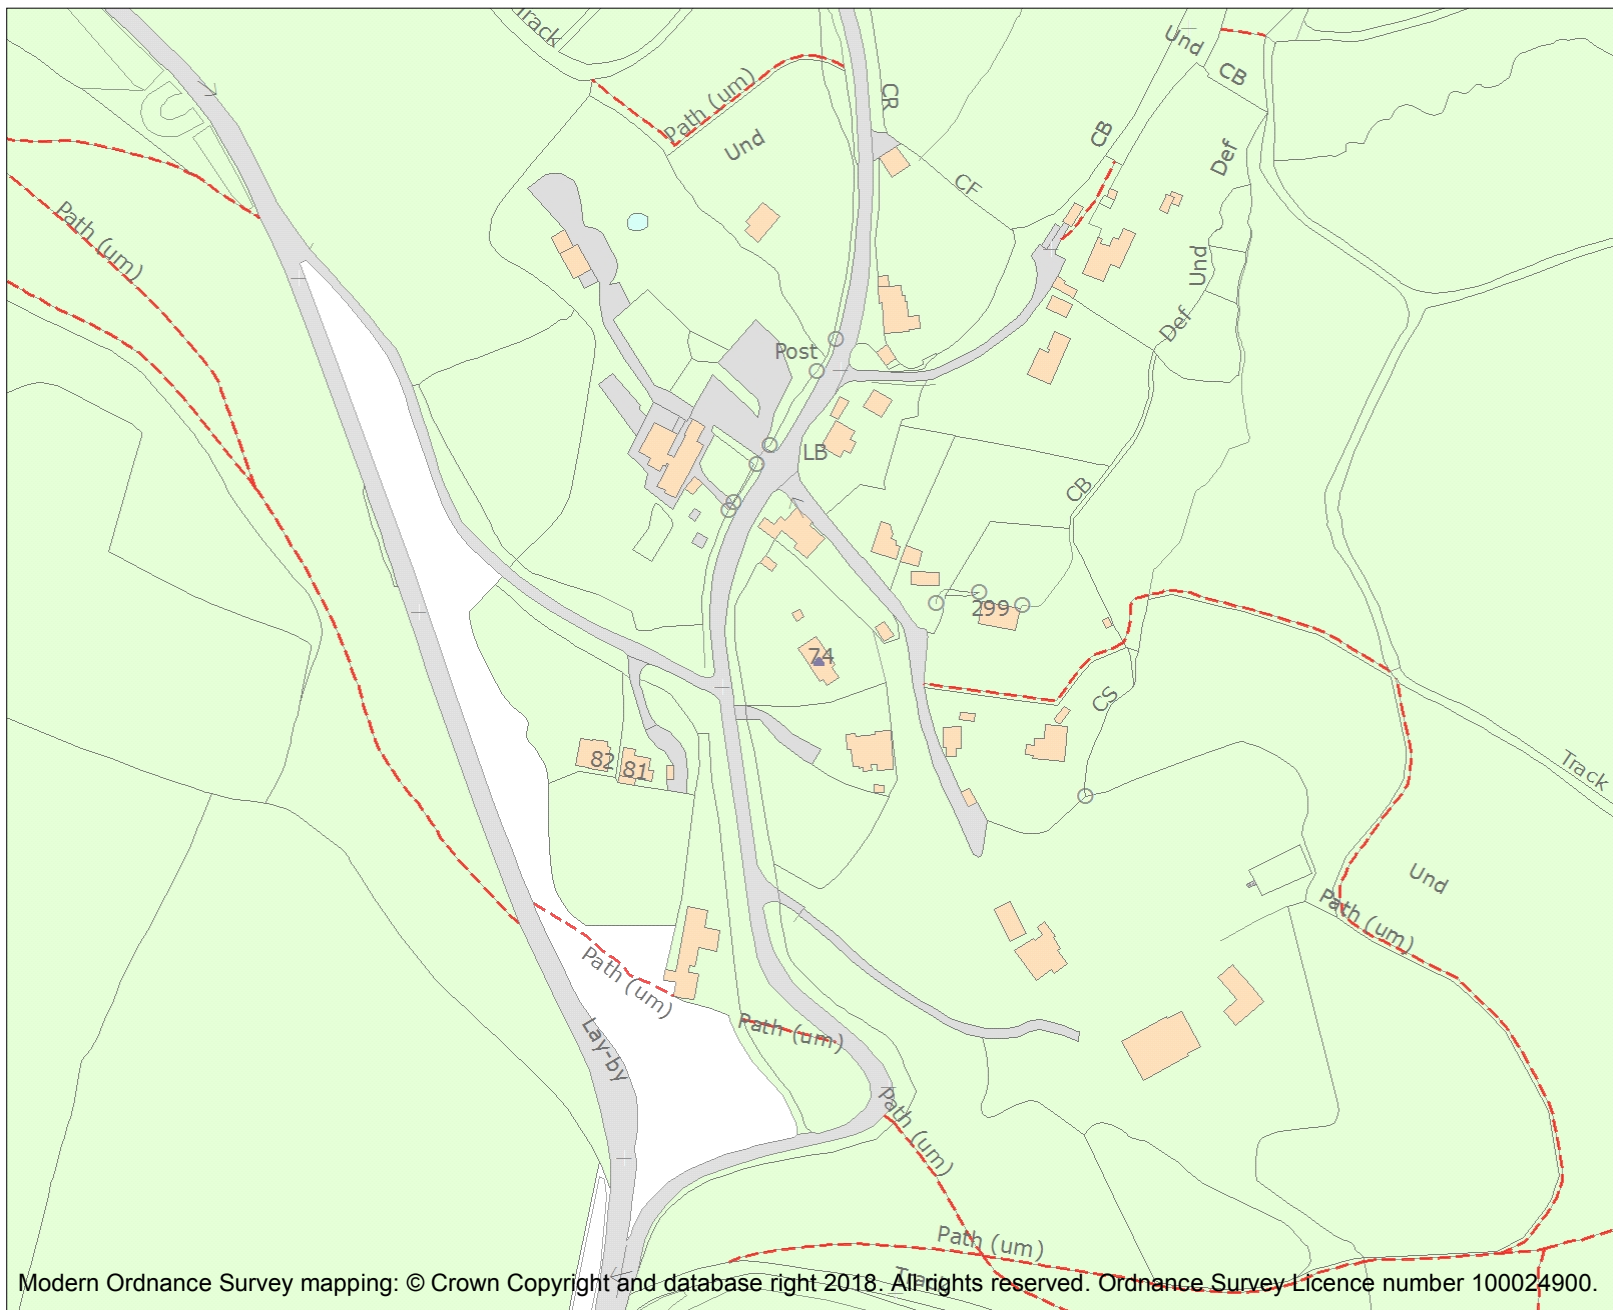 Track
Und
CB
Path (um)
CR
Und
CB
Def
CF
Path (um)
Und
Def
Post
LB
CB
299
74
CS
82
81
Track
Und
Path (um)
Path (um)
Path (um)
Lay-by
Path (um)
Path (um)
Track
Modern Ordnance Survey mapping: © Crown Copyright and database right 2018. All rights reserved. Ordnance Survey Licence number 100024900.